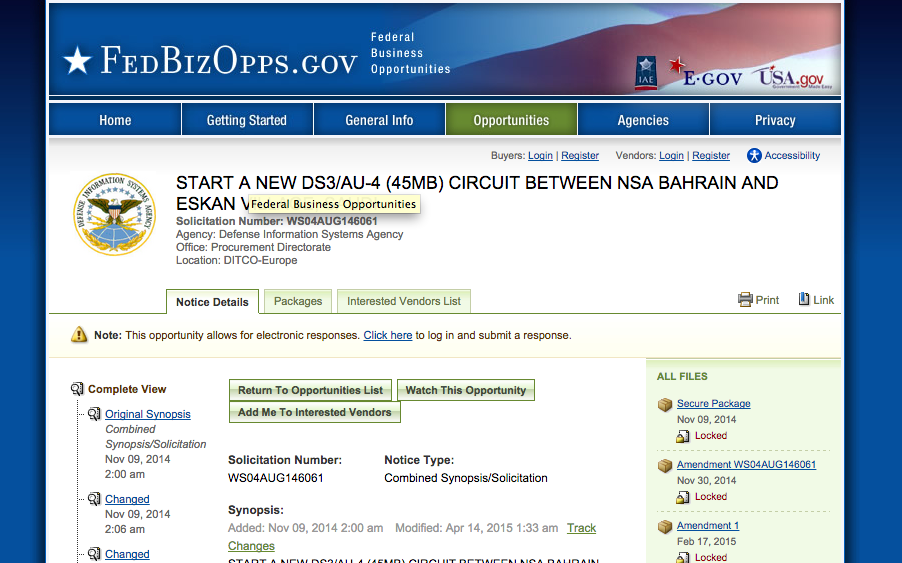 FEDBIZOPPS.GOV
Federal
Business
Opportunities
IAE
E-GOV
USA.gov
Government Made Easy
Home
Getting Started
General Info
Opportunities
Agencies
Privacy
Buyers: Login | Register Vendors: Login | Register Accessibility
DEFENSE INFORMATION SYSTEMS AGENCY
START A NEW DS3/AU-4 (45MB) CIRCUIT BETWEEN NSA BAHRAIN AND
ESKAN V
Federal Business Opportunities
Solicitation Number: WS04AUG146061
Agency: Defense Information Systems Agency
Office: Procurement Directorate
Location: DITCO-Europe
Notice Details
Packages
Interested Vendors List
Print
Link
Note: This opportunity allows for electronic responses. Click here to log in and submit a response.
Complete View
Original Synopsis
Combined
Synopsis/Solicitation
Nov 09, 2014
2:00 am
Changed
Nov 09, 2014
2:06 am
Changed
Return To Opportunities List
Watch This Opportunity
Add Me To Interested Vendors
Solicitation Number:
WS04AUG146061
Notice Type:
Combined Synopsis/Solicitation
Synopsis:
Added: Nov 09, 2014 2:00 am Modified: Apr 14, 2015 1:33 am Track
Changes
START A NEW DS3/AU-4 (45MB) CIRCUIT BETWEEN NSA BAHRAIN
ALL FILES
Secure Package
Nov 09, 2014
Locked
Amendment WS04AUG146061
Nov 30, 2014
Locked
Amendment 1
Feb 17, 2015
Locked